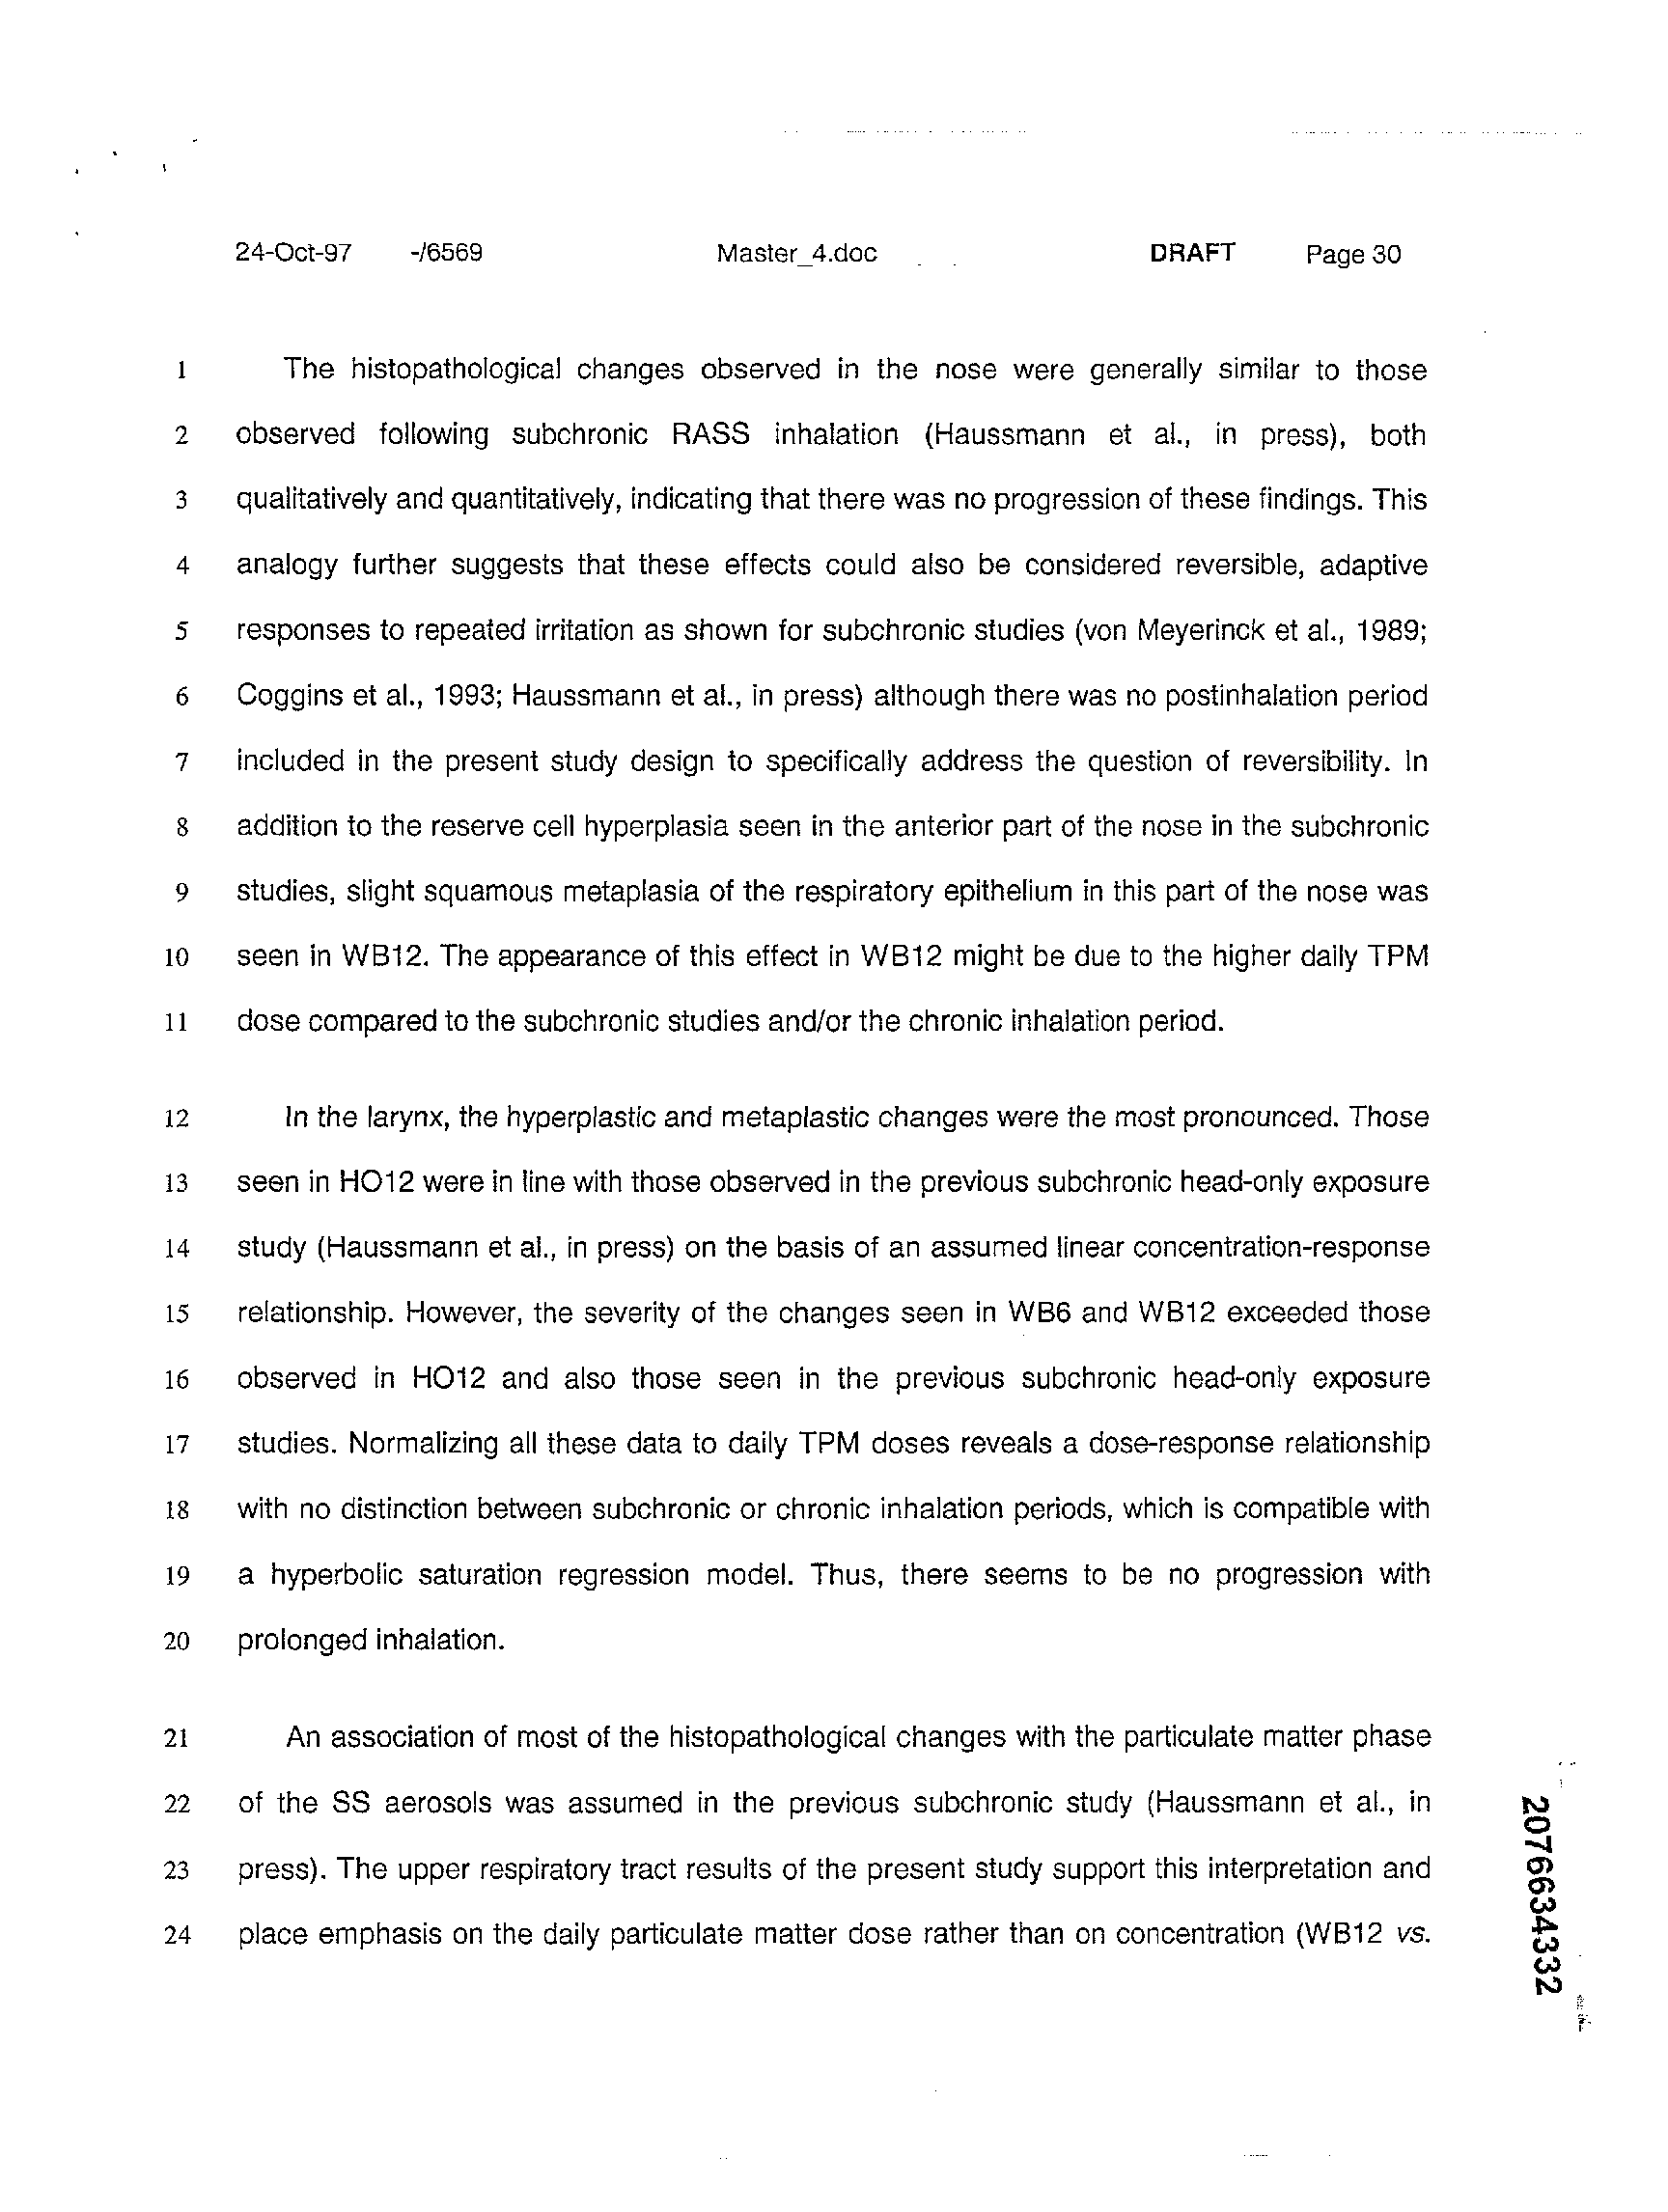 24-Oct-97 -/6569 Master_4.doc DRAFT Page 30
1 The histopathological changes observed in the nose were generally similar to those
2 observed following subchronic RASS inhalation (Haussmann et al., in press), both
3 qualitatively and quantitatively, indicating that there was no progression of these findings. This
4 analogy further suggests that these effects could also be considered reversible, adaptive
5 responses to repeated irritation as shown for subchronic studies (von Meyerinck et al., 1989;
6 Coggins et al., 1993; Haussmann et al., in press) although there was no postinhalation period
7 included in the present study design to specifically address the question of reversibility. In
8 addition to the reserve cell hyperplasia seen in the anterior part of the nose in the subchronic
9 studies, slight squamous metaplasia of the respiratory epithelium in this part of the nose was
10 seen in WB12. The appearance of this effect in WB12 might be due to the higher daily TPM
11 dose compared to the subchronic studies and/or the chronic inhalation period.
12 In the larynx, the hyperplastic and metaplastic changes were the most pronounced. Those
13 seen in HO12 were in line with those observed in the previous subchronic head-only exposure
14 study (Haussmann et al., in press) on the basis of an assumed linear concentration-response
15 relationship. However, the severity of the changes seen in WB6 and WB12 exceeded those
16 observed in HO12 and also those seen in the previous subchronic head-only exposure
17 studies. Normalizing all these data to daily TPM doses reveals a dose-response relationship
18 with no distinction between subchronic or chronic inhalation periods, which is compatible with
19 a hyperbolic saturation regression model. Thus, there seems to be no progression with
20 prolonged inhalation.
21 An association of most of the histopathological changes with the particulate matter phase
22 of the SS aerosols was assumed in the previous subchronic study (Haussmann et al., in
23 press). The upper respiratory tract results of the present study support this interpretation and
24 place emphasis on the daily particulate matter dose rather than on concentration (WB12 vs.
2076634332